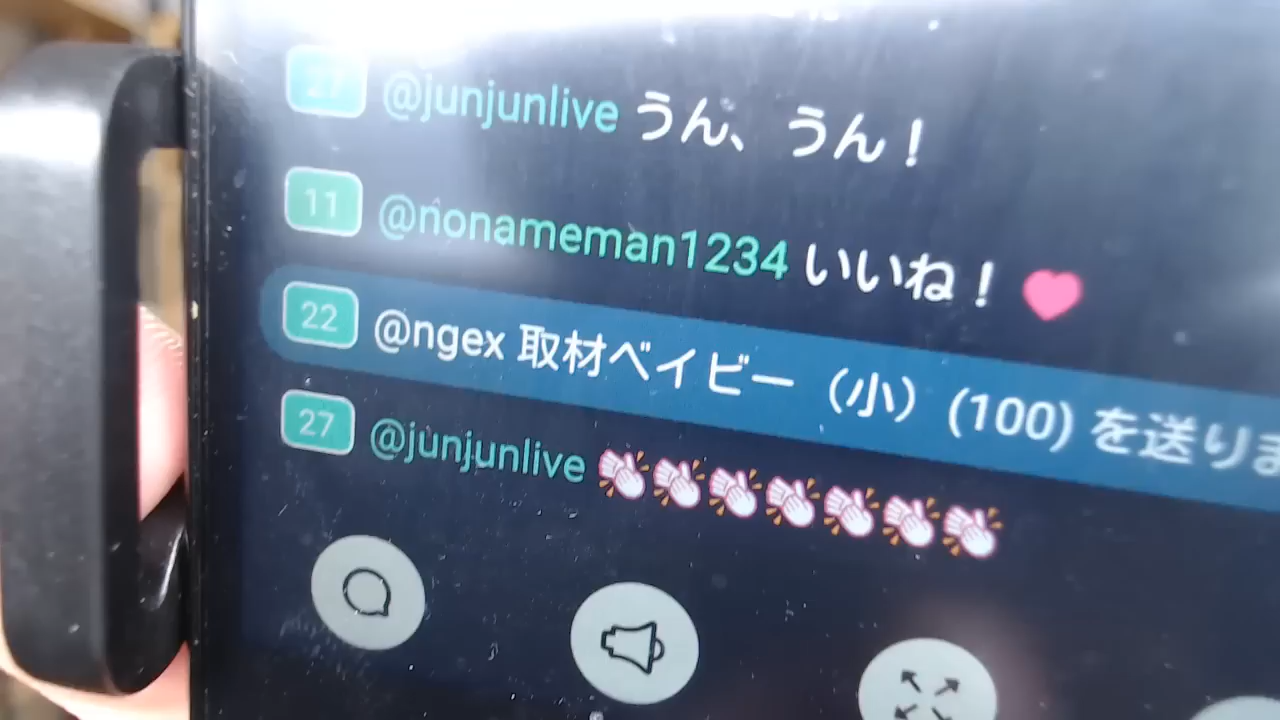 27 @junjunlive うん、うん！
11 @nonameman1234 いいね！ 🩷
22 @ngex 取材ベイビー（小）(100) を送りま
27 @junjunlive 👏🏻👏🏻👏🏻👏🏻👏🏻👏🏻👏🏻